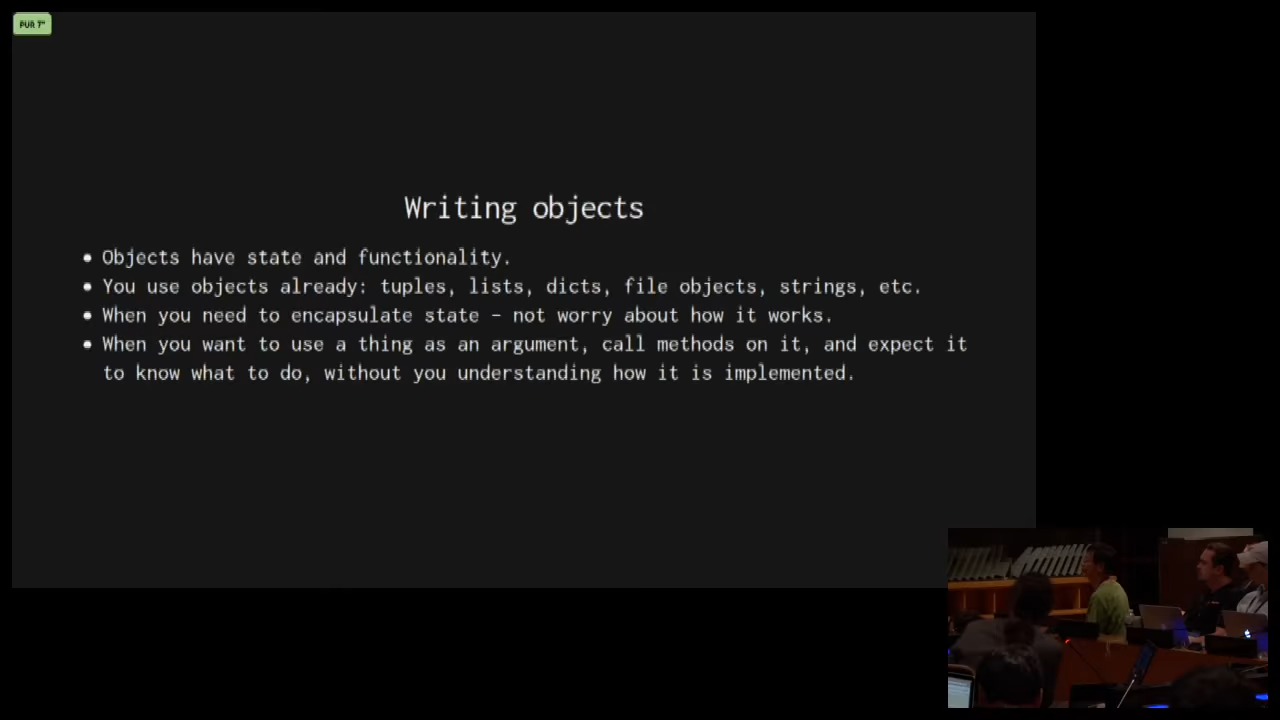 Writing objects
• Objects have state and functionality.
• You use objects already: tuples, lists, dicts, file objects, strings, etc.
• When you need to encapsulate state - not worry about how it works.
• When you want to use a thing as an argument, call methods on it, and expect it
to know what to do, without you understanding how it is implemented.